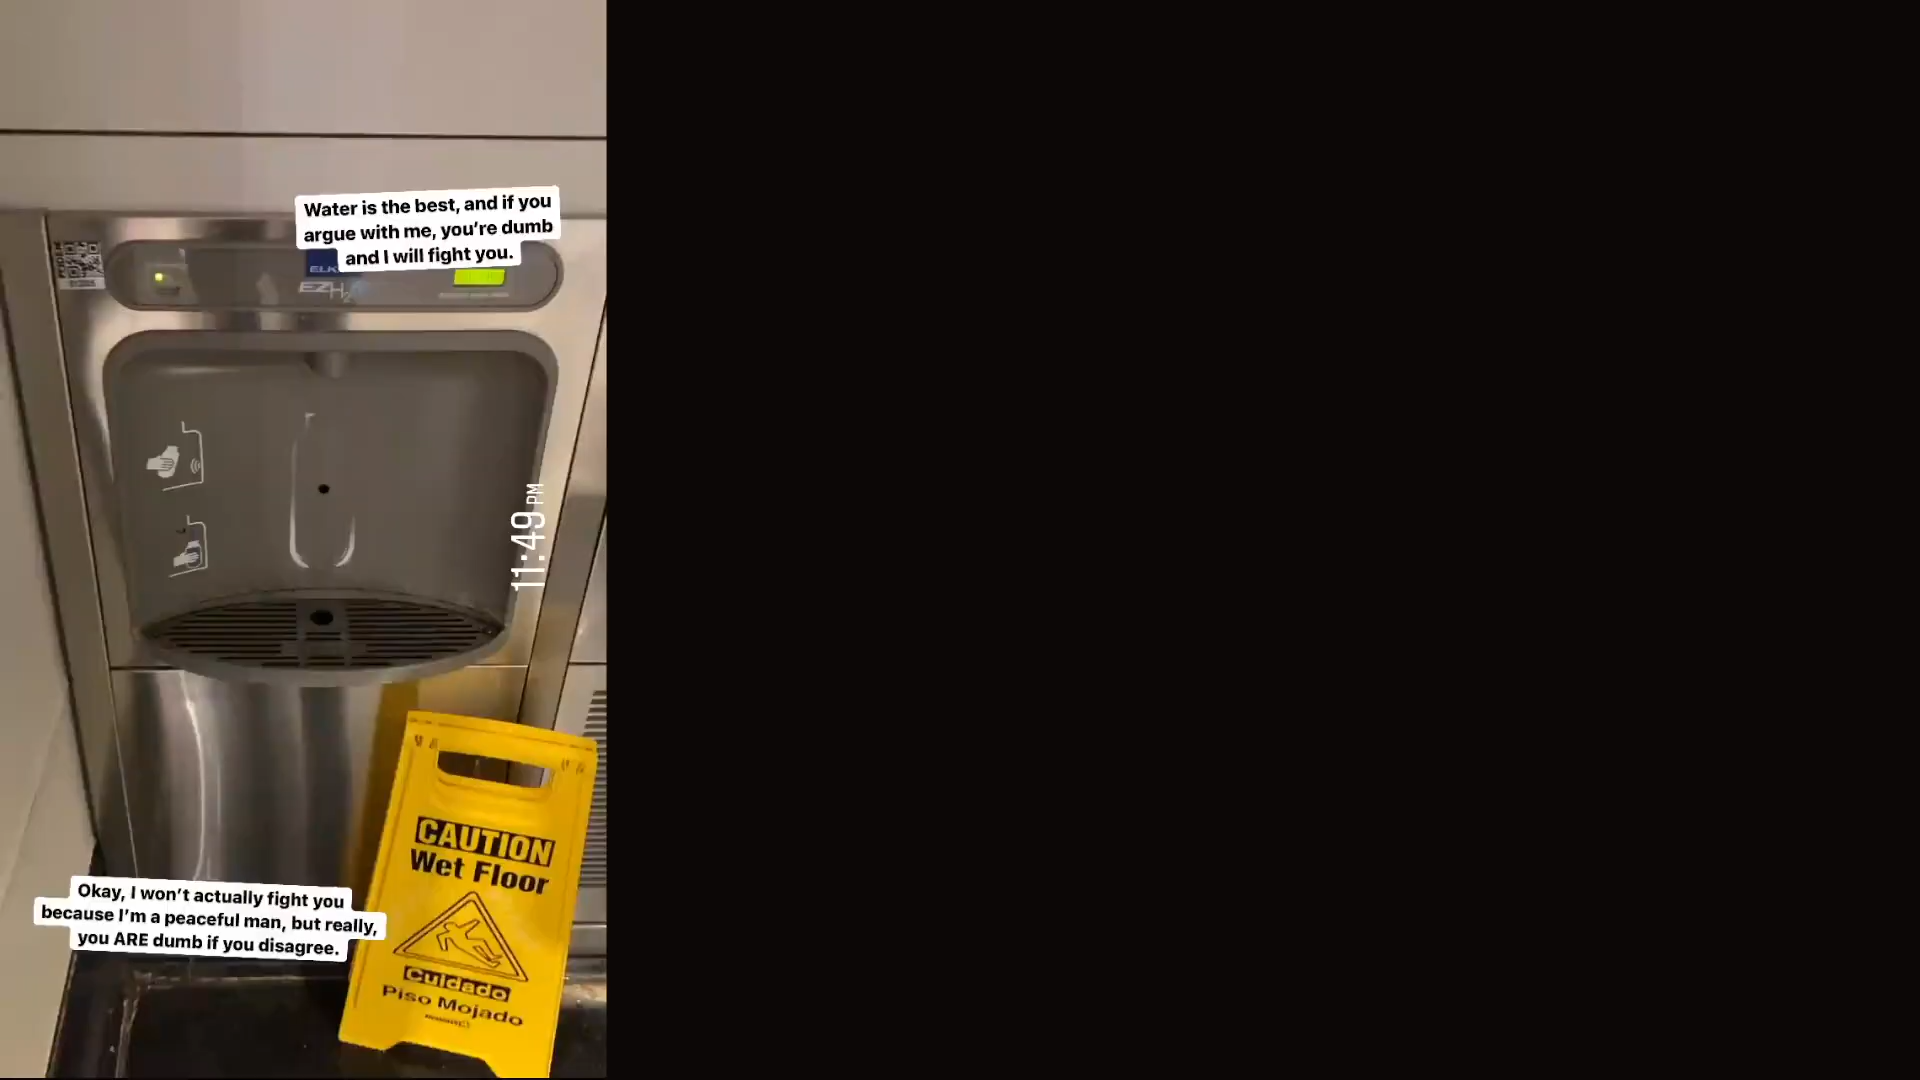 Water is the best, and if you
argue with me, you're dumb
and I will fight you.
ELK
EZH2
11:49 PM
CAUTION
Wet Floor
Cuidado
Piso Mojado
Okay, I won't actually fight you
because I'm a peaceful man, but really,
you ARE dumb if you disagree.